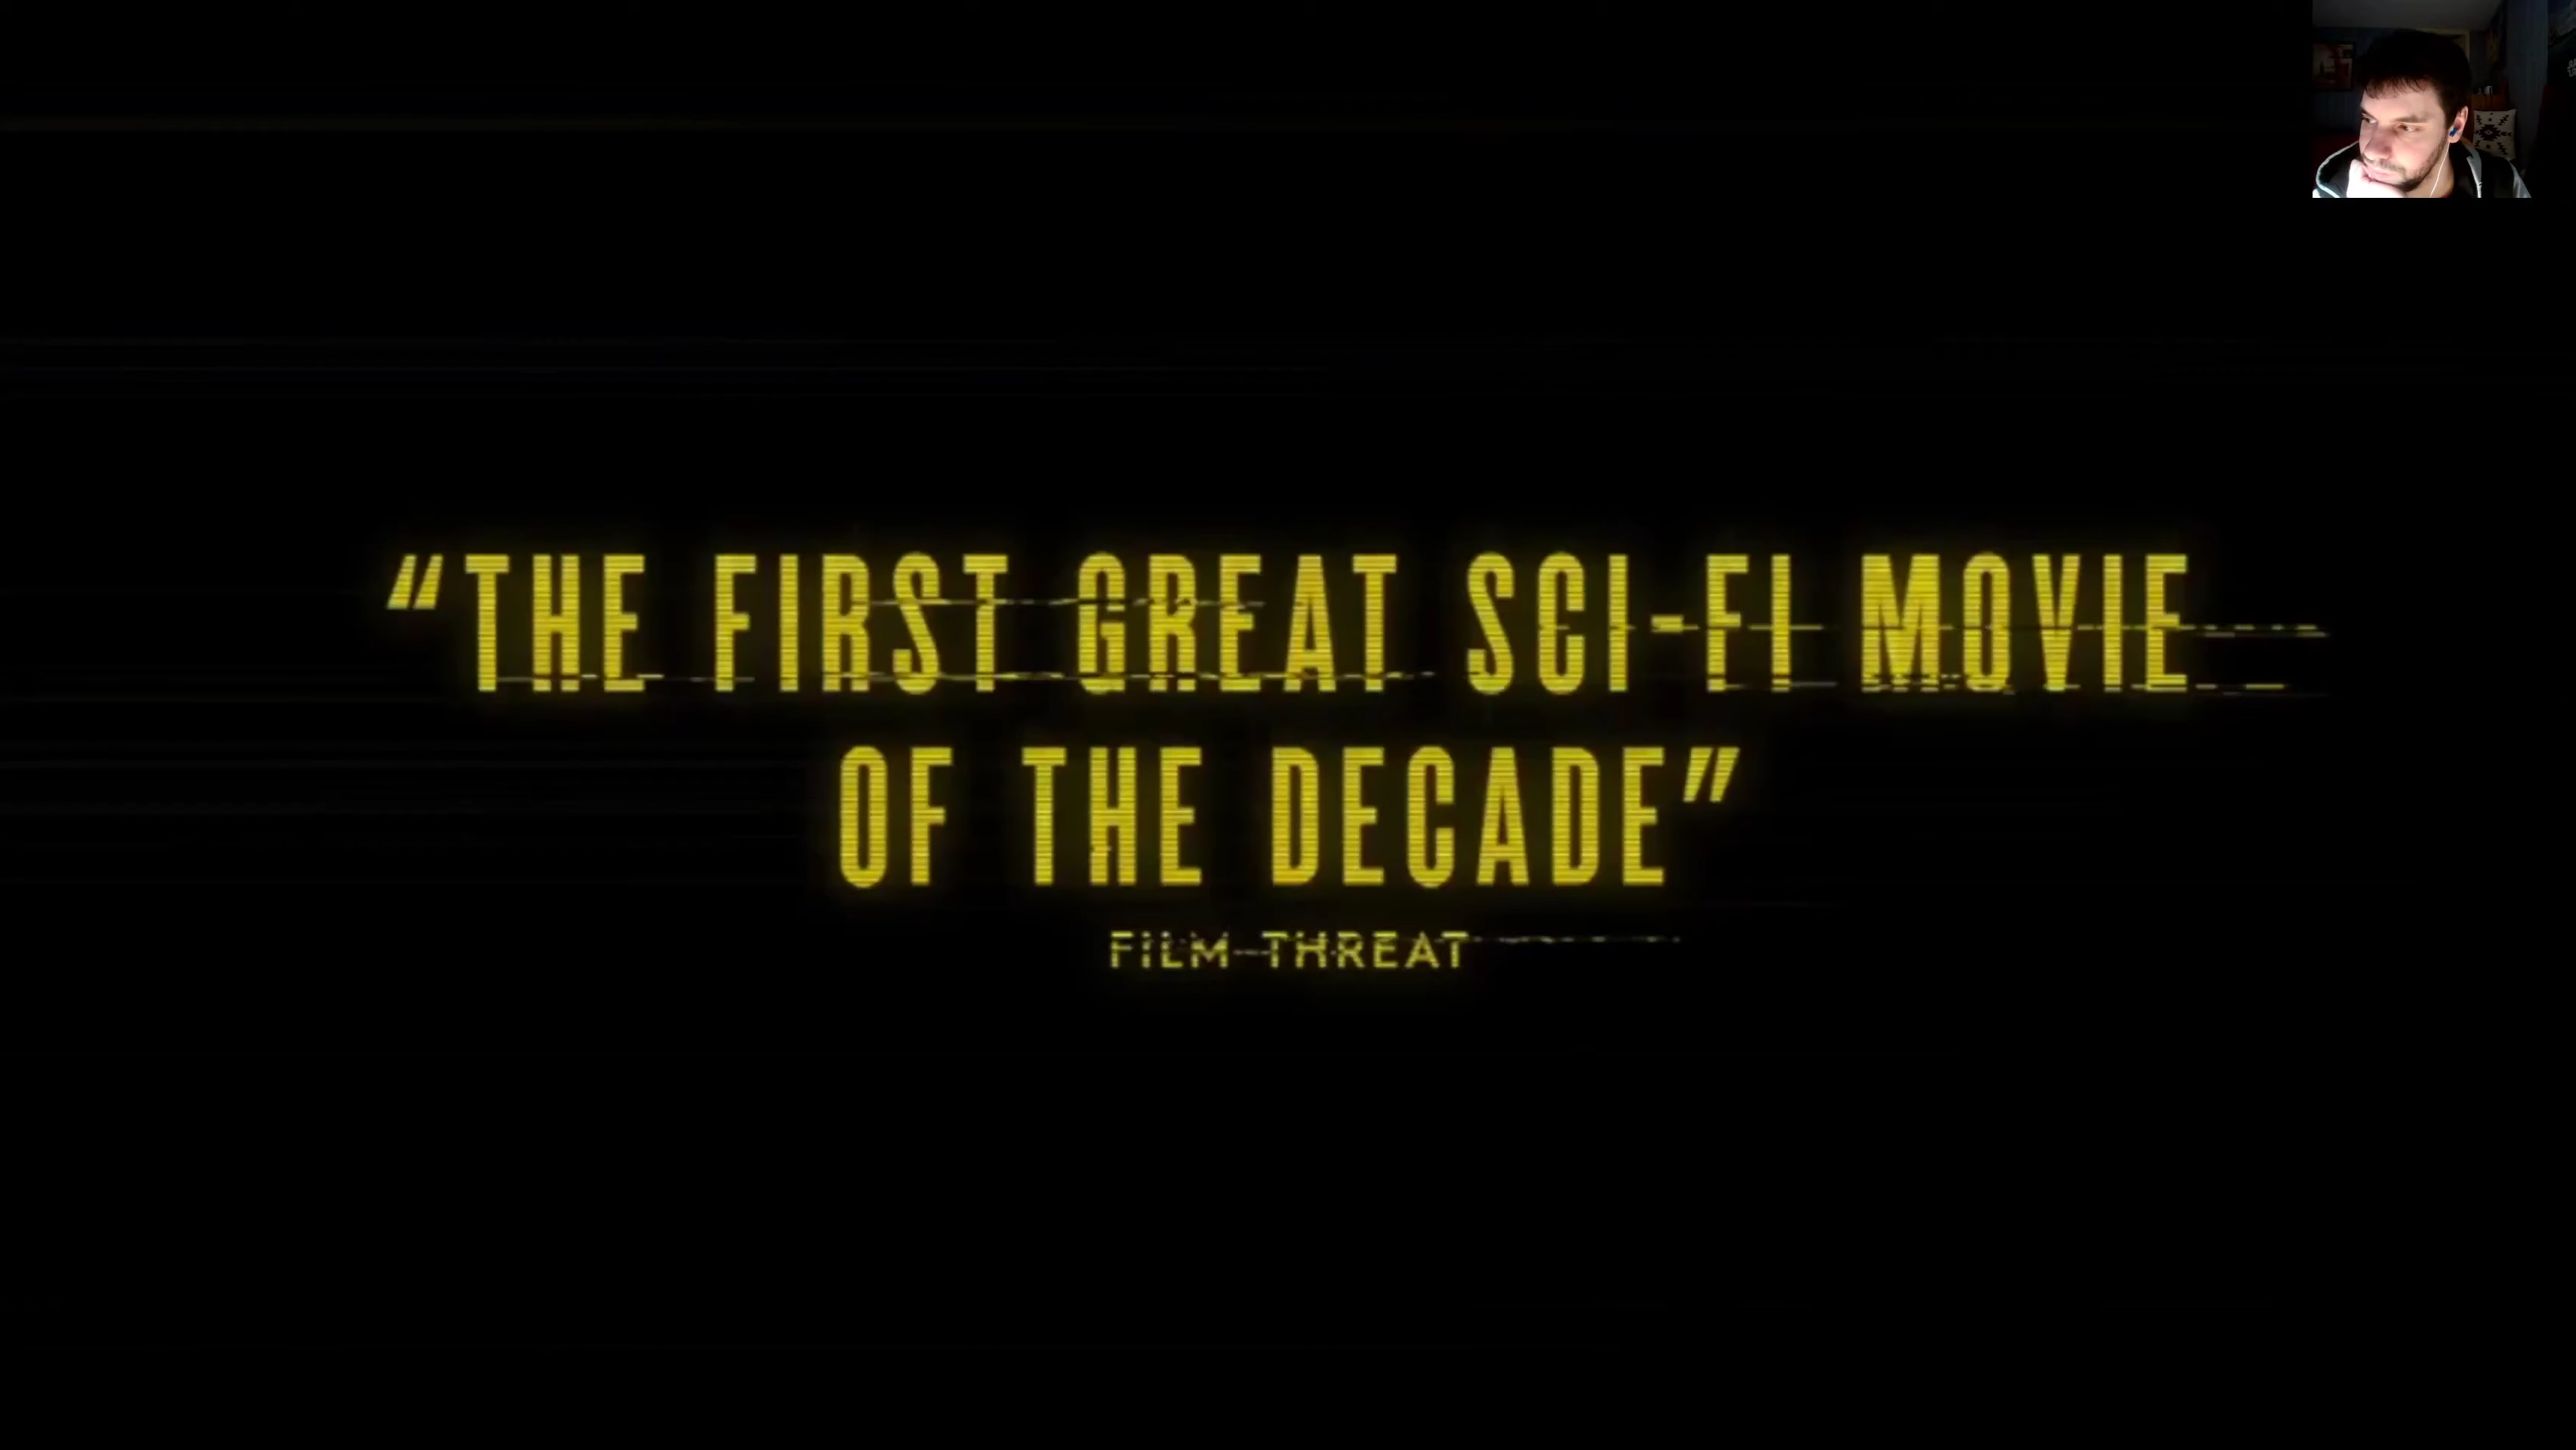 “THE FIRST GREAT SCI-FI MOVIE
OF THE DECADE”
FILM THREAT